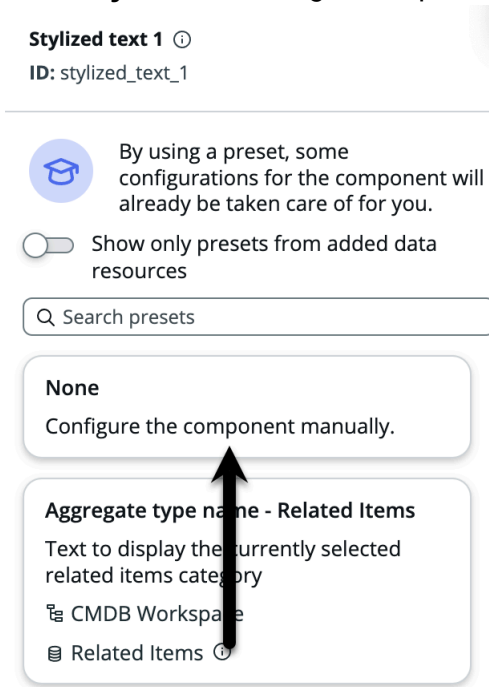 Stylized text 1
ID: stylized_text_1
By using a preset, some
configurations for the component will
already be taken care of for you.
Show only presets from added data
resources
Search presets
None
Configure the component manually.
Aggregate type name - Related Items
Text to display the currently selected
related items category
CMDB Workspace
Related Items